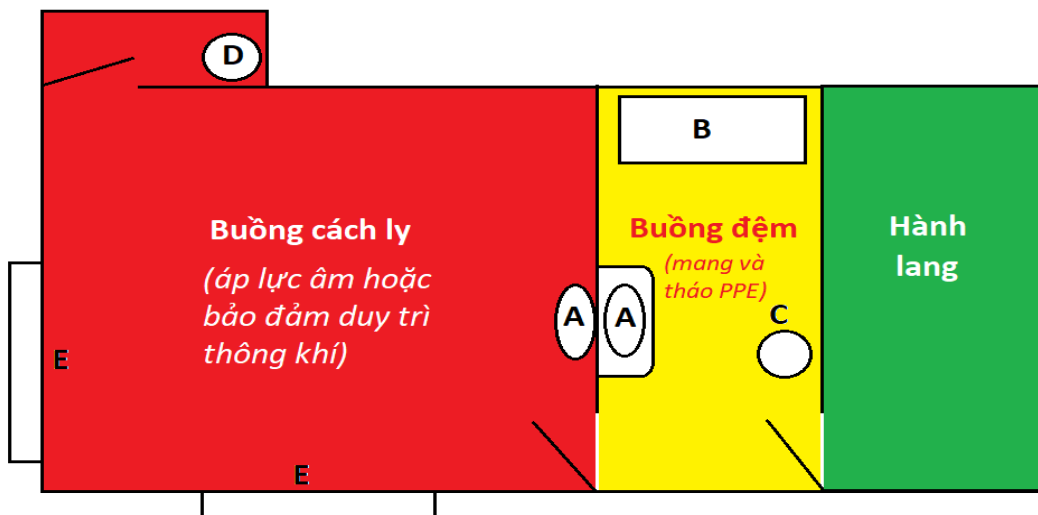 D
B
Buồng cách ly
(áp lực âm hoặc
bảo đảm duy trì
thông khí)
Buồng đệm
(mang và
tháo PPE)
Hành
lang
A
A
C
E
E